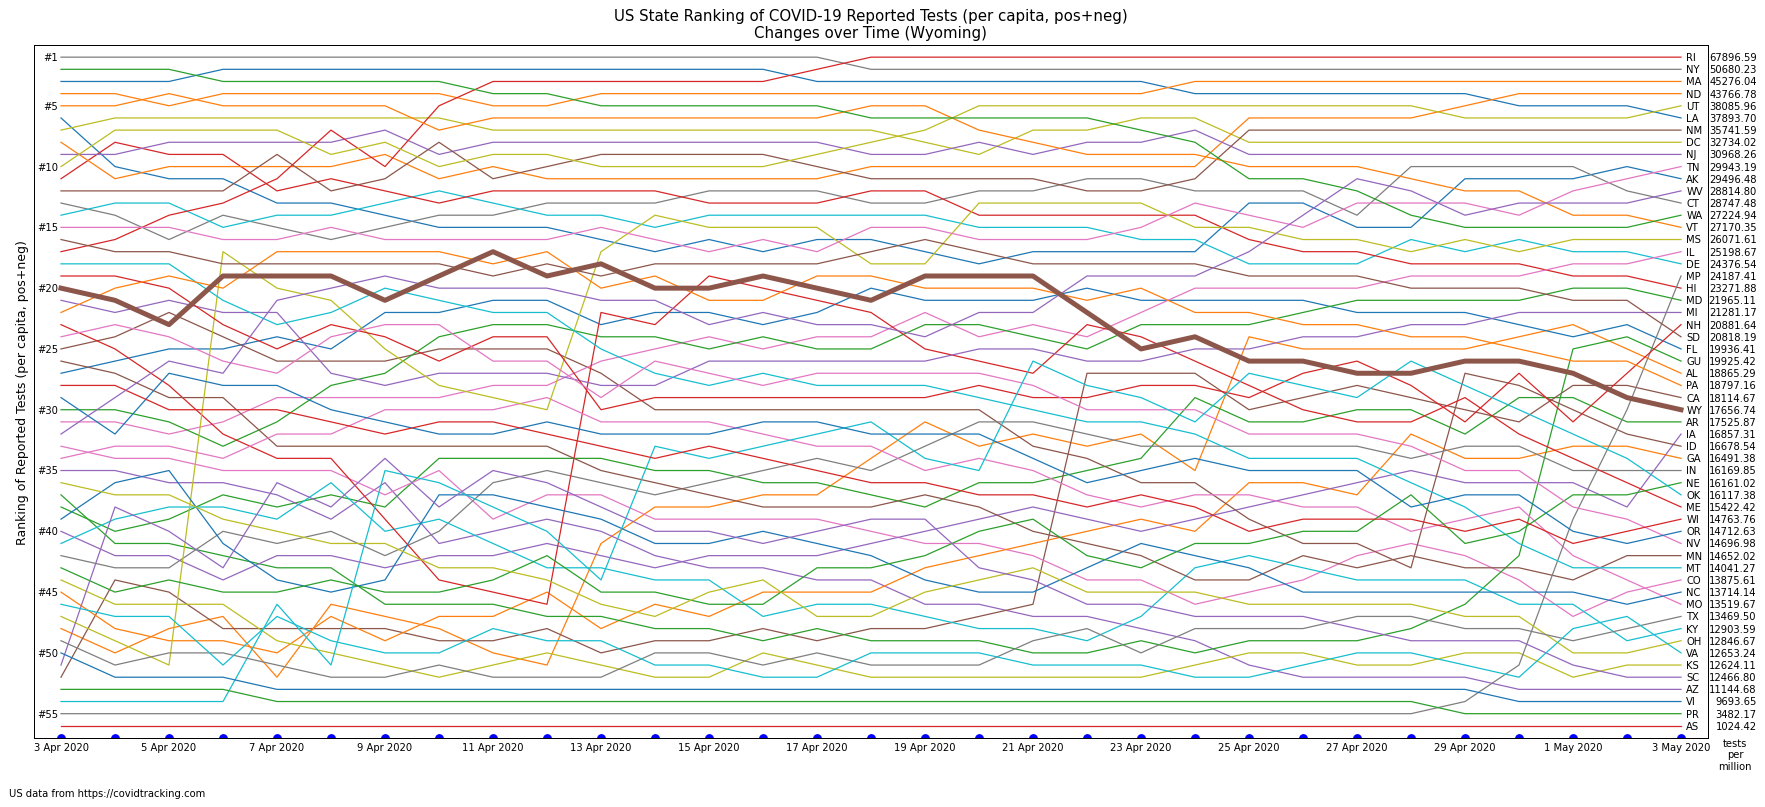 US State Ranking of COVID-19 Reported Tests (per capita, pos+neg)
Changes over Time (Wyoming)
Ranking of Reported Tests (per capita, pos+neg)
#1
#5
#10
#15
#20
#25
#30
#35
#40
#45
#50
#55
RI 67896.59
NY 50680.23
MA 45276.04
ND 43766.78
UT 38085.96
LA 37893.70
NM 35741.59
DC 32734.02
NJ 30968.26
TN 29943.19
AK 29496.48
WV 28814.80
CT 28747.48
WA 27224.94
VT 27170.35
MS 26071.61
IL 25198.67
DE 24376.54
MP 24187.41
HI 23271.88
MD 21965.11
MI 21281.17
NH 20881.64
SD 20818.19
FL 19936.41
GU 19925.42
AL 18865.29
PA 18797.16
CA 18114.67
WY 17656.74
AR 17525.87
IA 16857.31
ID 16678.54
GA 16491.38
IN 16169.85
NE 16161.02
OK 16117.38
ME 15422.42
WI 14763.76
OR 14712.63
NV 14696.98
MN 14652.02
MT 14041.27
CO 13875.61
NC 13714.14
MO 13519.67
TX 13469.50
KY 12903.59
OH 12846.67
VA 12653.24
KS 12624.11
SC 12466.80
AZ 11144.68
VI 9693.65
PR 3482.17
AS 1024.42
3 Apr 2020
5 Apr 2020
7 Apr 2020
9 Apr 2020
11 Apr 2020
13 Apr 2020
15 Apr 2020
17 Apr 2020
19 Apr 2020
21 Apr 2020
23 Apr 2020
25 Apr 2020
27 Apr 2020
29 Apr 2020
1 May 2020
3 May 2020
tests
per
million
US data from https://covidtracking.com